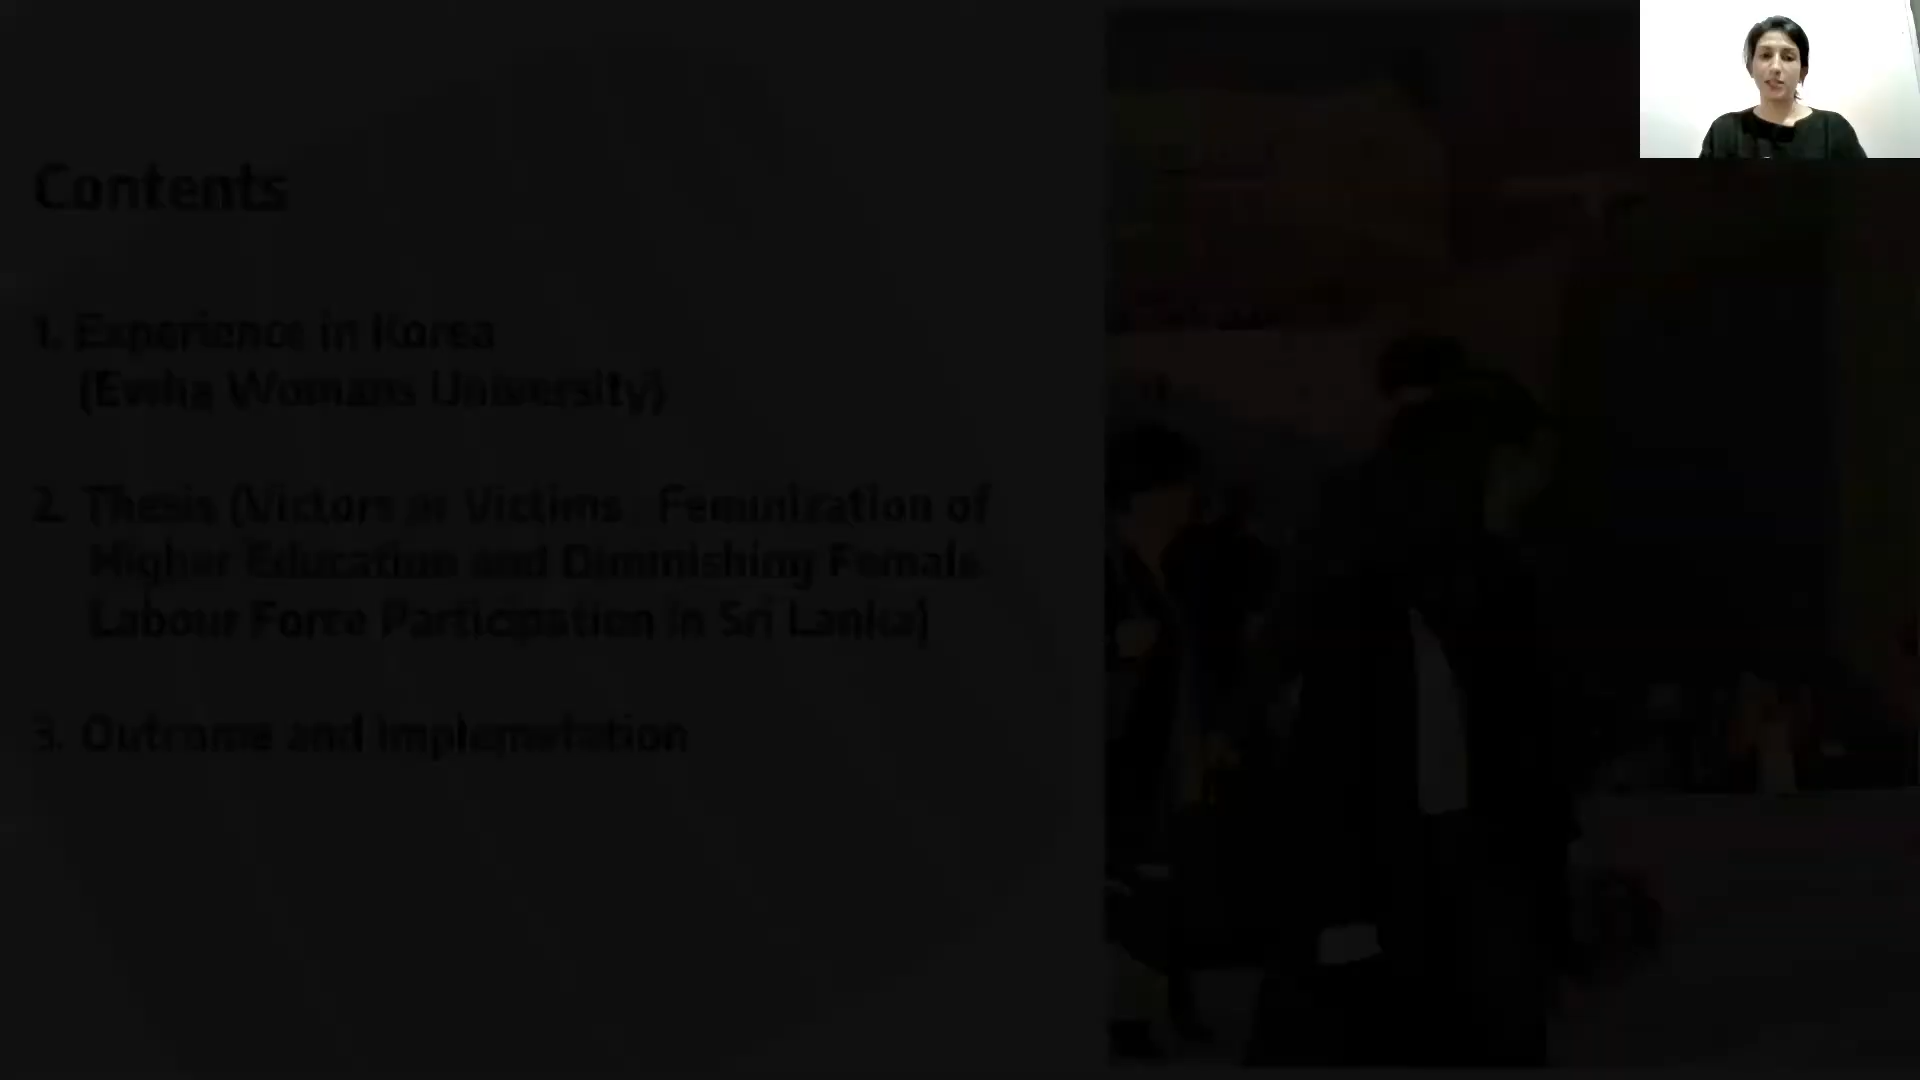 Contents
1. Experience in Korea
(Ewha Womans University)
2. Thesis (Victors or Victims : Feminization of
Higher Education and Diminishing Female
Labour Force Participation in Sri Lanka)
3. Outcome and